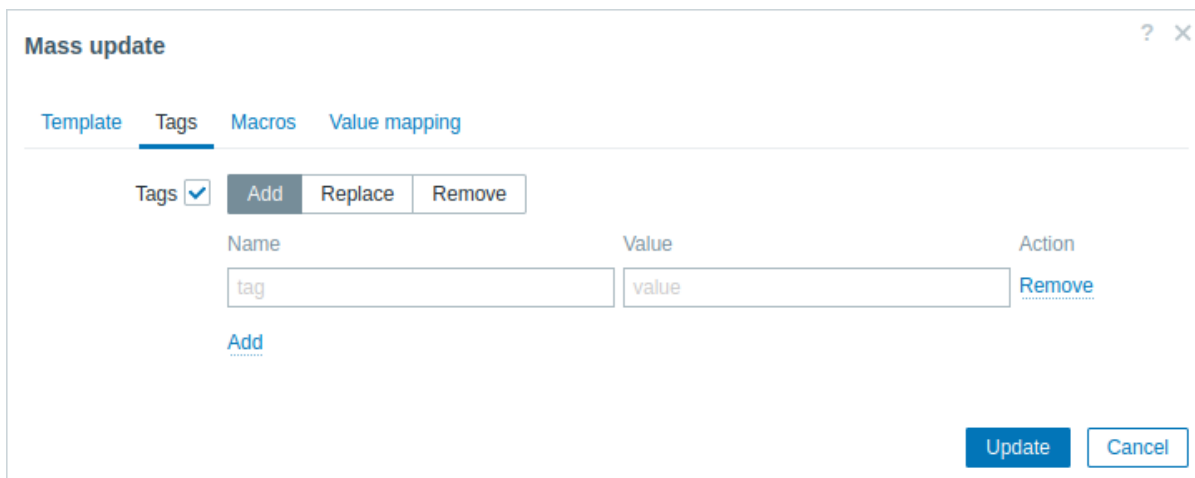 Mass update ?
Template Tags Macros Value mapping
Tags Add Replace Remove
Name Value Action
tag value Remove
Add
Update Cancel